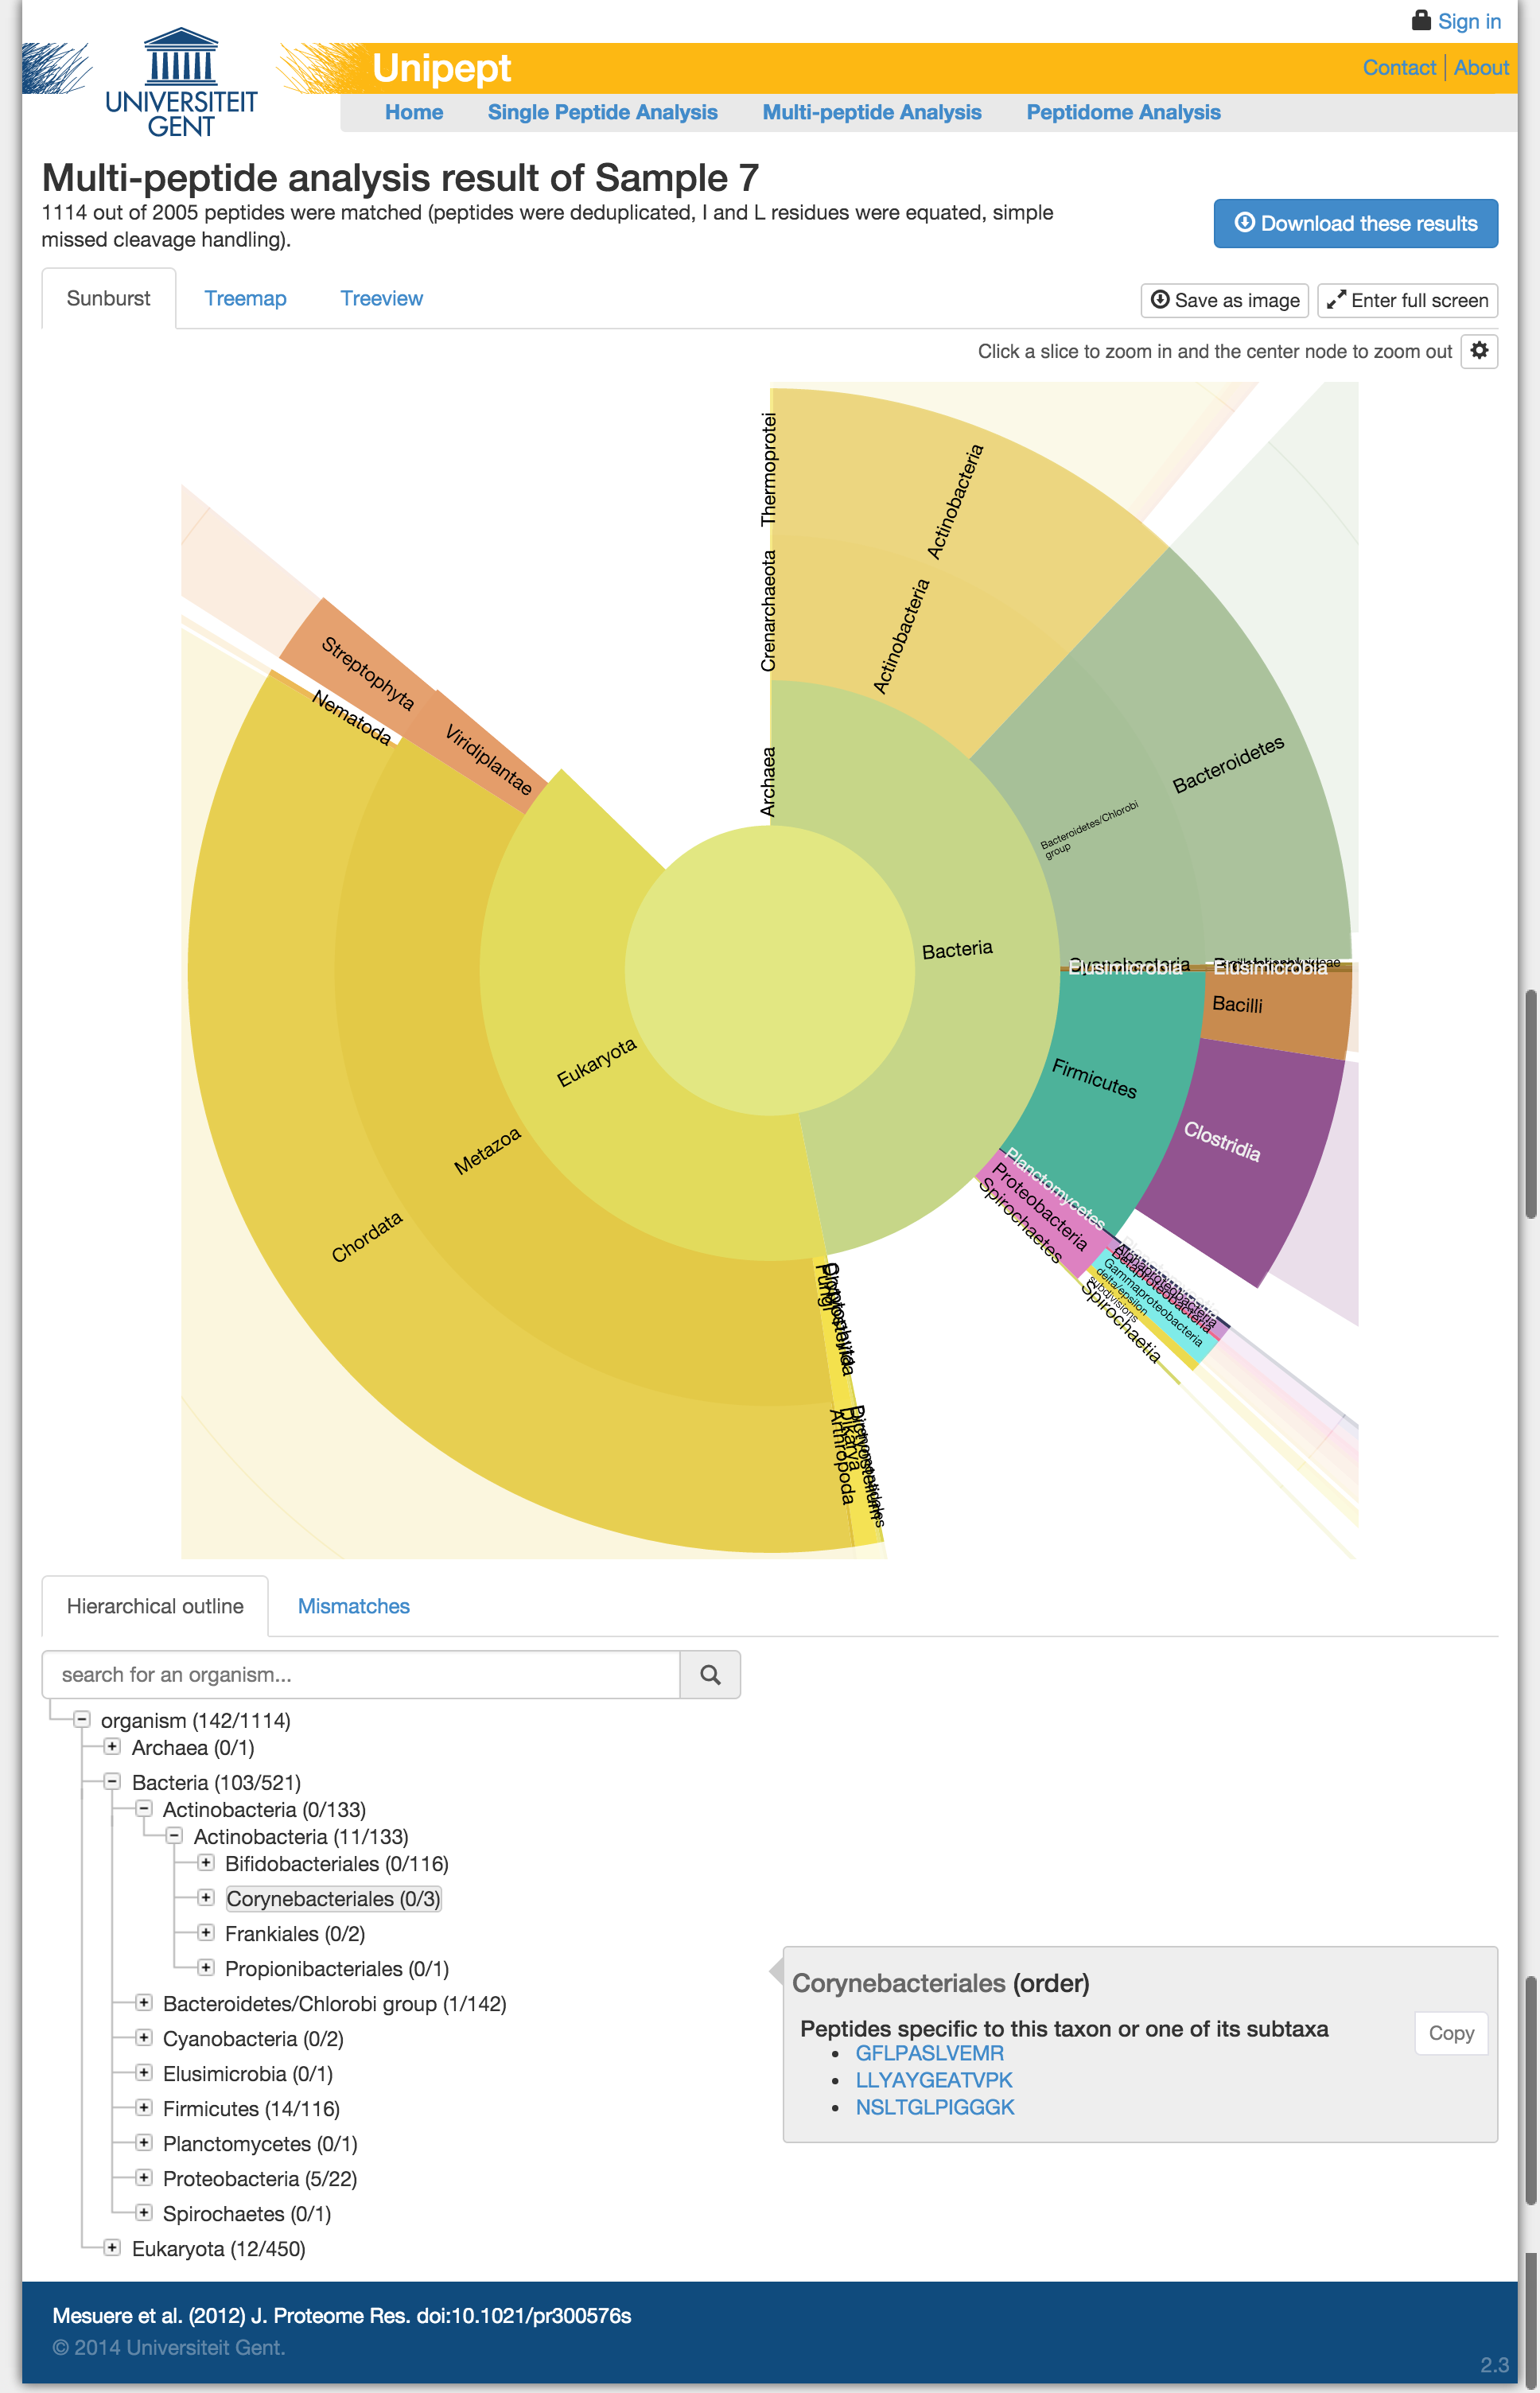 Sign in
UNIVERSITEIT
GENT
Unipept
Contact
About
Home
Single Peptide Analysis
Multi-peptide Analysis
Peptidome Analysis
Multi-peptide analysis result of Sample 7
1114 out of 2005 peptides were matched (peptides were deduplicated, I and L residues were equated, simple
missed cleavage handling).
Download these results
Sunburst
Treemap
Treeview
Save as image
Enter full screen
Click a slice to zoom in and the center node to zoom out
Thermoprotei
Crenarchaeota
Archaea
Actinobacteria
Actinobacteria
Bacteroidetes
Bacteroidetes/Chlorobi
group
Bacteria
Streptophyta
Nematoda
Viridiplantae
Cyanobacteria
Elusimicrobia
Elusimicrobia
Bacilli
Firmicutes
Clostridia
Eukaryota
Metazoa
Chordata
Planctomycetes
Proteobacteria
Spirochaetes
Alphaproteobacteria
Betaproteobacteria
Gammaproteobacteria
delta/epsilon
subdivisions
Spirochaetia
Fungi
Dikarya
Arthropoda
Hierarchical outline
Mismatches
search for an organism...
organism (142/1114)
Archaea (0/1)
Bacteria (103/521)
Actinobacteria (0/133)
Actinobacteria (11/133)
Bifidobacteriales (0/116)
Corynebacteriales (0/3)
Frankiales (0/2)
Propionibacteriales (0/1)
Bacteroidetes/Chlorobi group (1/142)
Cyanobacteria (0/2)
Elusimicrobia (0/1)
Firmicutes (14/116)
Planctomycetes (0/1)
Proteobacteria (5/22)
Spirochaetes (0/1)
Eukaryota (12/450)
Corynebacteriales (order)
Peptides specific to this taxon or one of its subtaxa
Copy
GFLPASLVEMR
LLYAYGEATVPK
NSLTGLPIGGGK
Mesuere et al. (2012) J. Proteome Res. doi:10.1021/pr300576s
© 2014 Universiteit Gent.
2.3